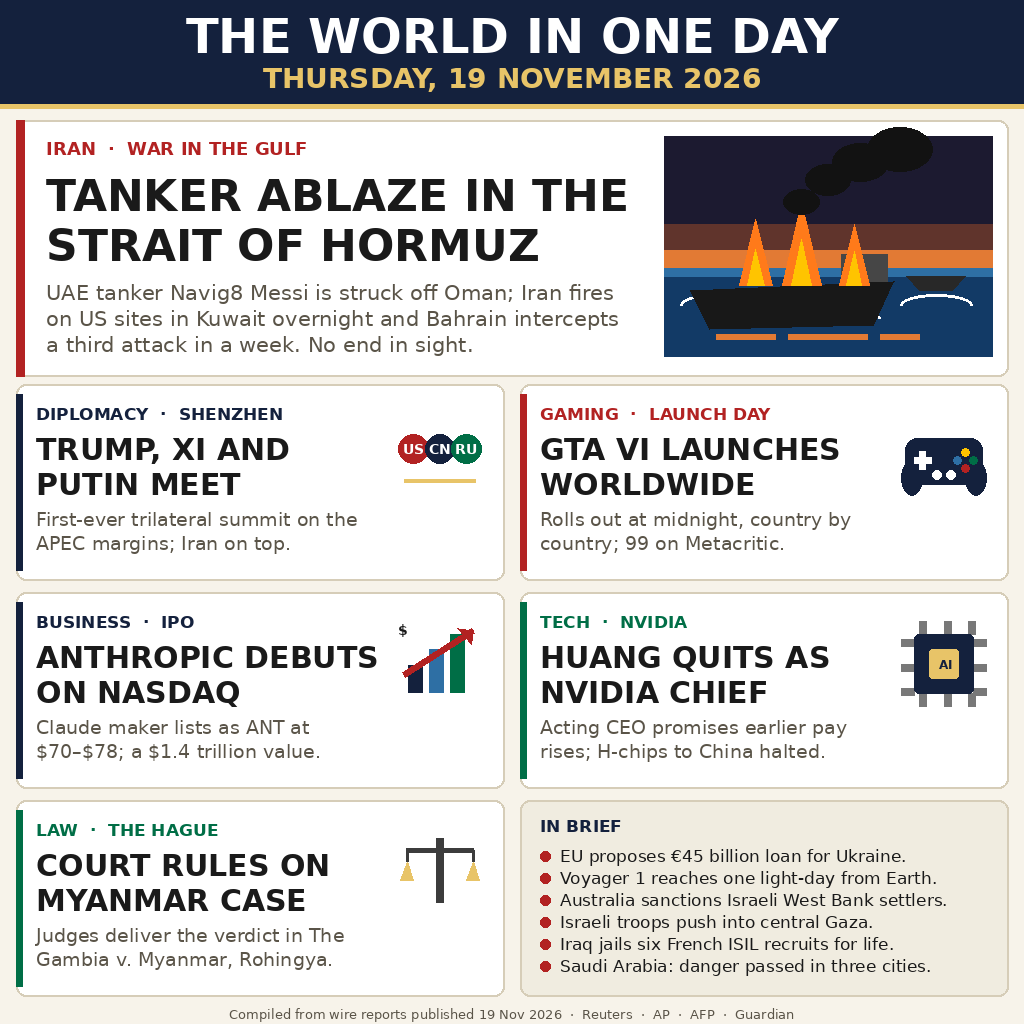 THE WORLD IN ONE DAY
THURSDAY, 19 NOVEMBER 2026
IRAN · WAR IN THE GULF
TANKER ABLAZE IN THE
STRAIT OF HORMUZ
UAE tanker Navig8 Messi is struck off Oman; Iran fires
on US sites in Kuwait overnight and Bahrain intercepts
a third attack in a week. No end in sight.
DIPLOMACY · SHENZHEN
TRUMP, XI AND
PUTIN MEET
First-ever trilateral summit on the
APEC margins; Iran on top.
US CN RU
GAMING · LAUNCH DAY
GTA VI LAUNCHES
WORLDWIDE
Rolls out at midnight, country by
country; 99 on Metacritic.
BUSINESS · IPO
ANTHROPIC DEBUTS
ON NASDAQ
Claude maker lists as ANT at
$70–$78; a $1.4 trillion value.
$
TECH · NVIDIA
HUANG QUITS AS
NVIDIA CHIEF
Acting CEO promises earlier pay
rises; H-chips to China halted.
AI
LAW · THE HAGUE
COURT RULES ON
MYANMAR CASE
Judges deliver the verdict in The
Gambia v. Myanmar, Rohingya.
IN BRIEF
EU proposes €45 billion loan for Ukraine.
Voyager 1 reaches one light-day from Earth.
Australia sanctions Israeli West Bank settlers.
Israeli troops push into central Gaza.
Iraq jails six French ISIL recruits for life.
Saudi Arabia: danger passed in three cities.
Compiled from wire reports published 19 Nov 2026 · Reuters · AP · AFP · Guardian